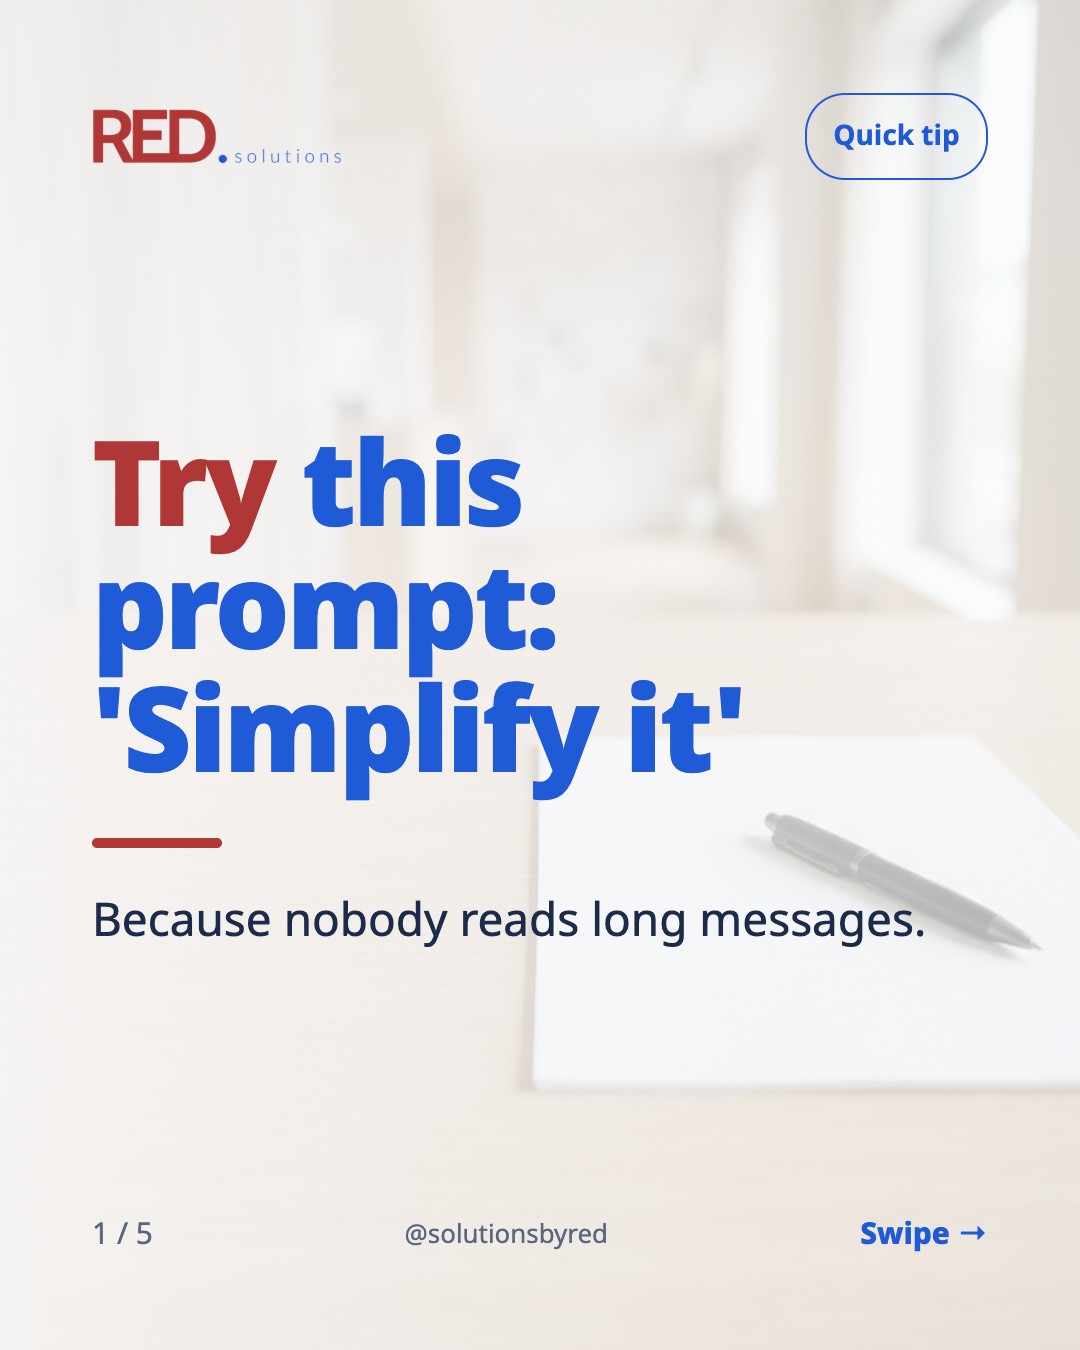 RED.solutions
Quick tip
Try this
prompt:
'Simplify it'
Because nobody reads long messages.
1 / 5
@solutionsbyred
Swipe →